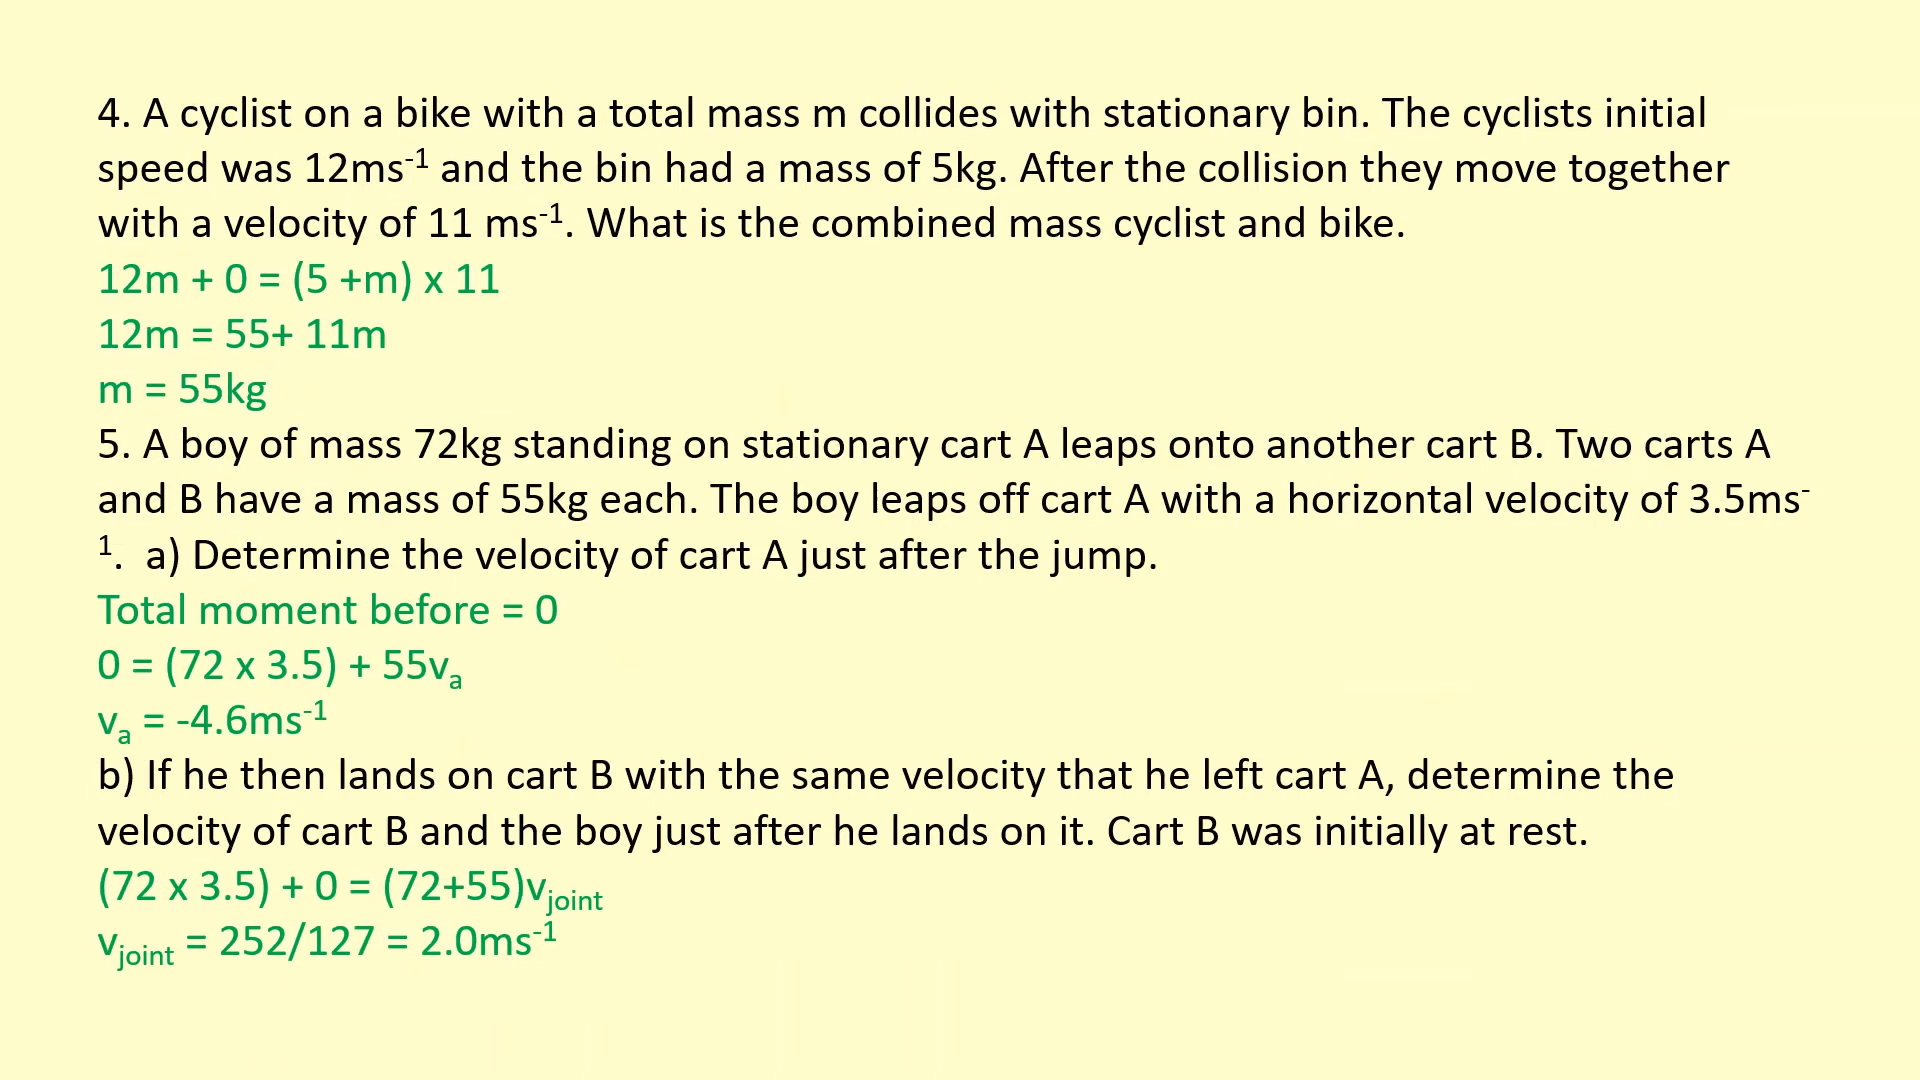 4. A cyclist on a bike with a total mass m collides with stationary bin. The cyclists initial
speed was 12ms⁻¹ and the bin had a mass of 5kg. After the collision they move together
with a velocity of 11 ms⁻¹. What is the combined mass cyclist and bike.
12m + 0 = (5 +m) x 11
12m = 55+ 11m
m = 55kg
5. A boy of mass 72kg standing on stationary cart A leaps onto another cart B. Two carts A
and B have a mass of 55kg each. The boy leaps off cart A with a horizontal velocity of 3.5ms⁻
¹. a) Determine the velocity of cart A just after the jump.
Total moment before = 0
0 = (72 x 3.5) + 55vₐ
vₐ = -4.6ms⁻¹
b) If he then lands on cart B with the same velocity that he left cart A, determine the
velocity of cart B and the boy just after he lands on it. Cart B was initially at rest.
(72 x 3.5) + 0 = (72+55)v_joint
v_joint = 252/127 = 2.0ms⁻¹